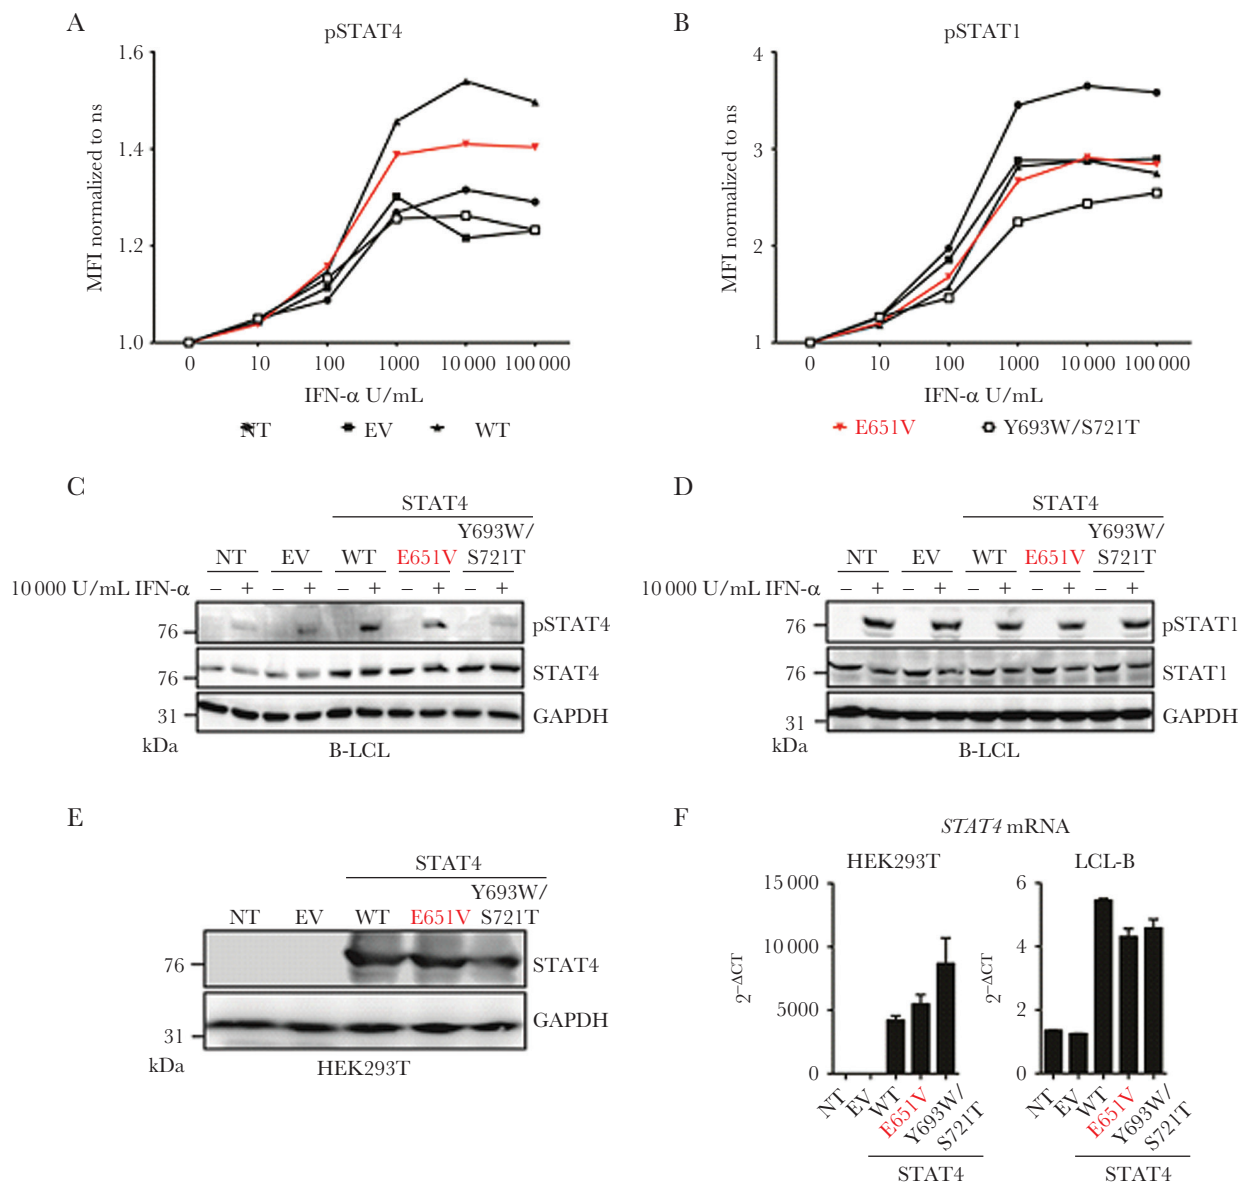 A
pSTAT4
MFI normalized to ns
1.6
1.4
1.2
1.0
0 10 100 1000 10 000 100 000
IFN-α U/mL
NT EV WT
B
pSTAT1
MFI normalized to ns
4
3
2
1
0 10 100 1000 10 000 100 000
IFN-α U/mL
E651V Y693W/S721T
C
STAT4
Y693W/
NT EV WT E651V S721T
10 000 U/mL IFN-α – + – + – + – + – +
76 pSTAT4
76 STAT4
31 GAPDH
kDa
B-LCL
D
STAT4
Y693W/
NT EV WT E651V S721T
10 000 U/mL IFN-α – + – + – + – + – +
76 pSTAT1
76 STAT1
31 GAPDH
kDa
B-LCL
E
STAT4
Y693W/
NT EV WT E651V S721T
76 STAT4
GAPDH
31
kDa
HEK293T
F
STAT4 mRNA
HEK293T
2–ΔCT
15 000
10 000
5000
0
NT
EV
WT
E651V
Y693W/
S721T
STAT4
LCL-B
2–ΔCT
6
4
2
0
NT
EV
WT
E651V
Y693W/
S721T
STAT4